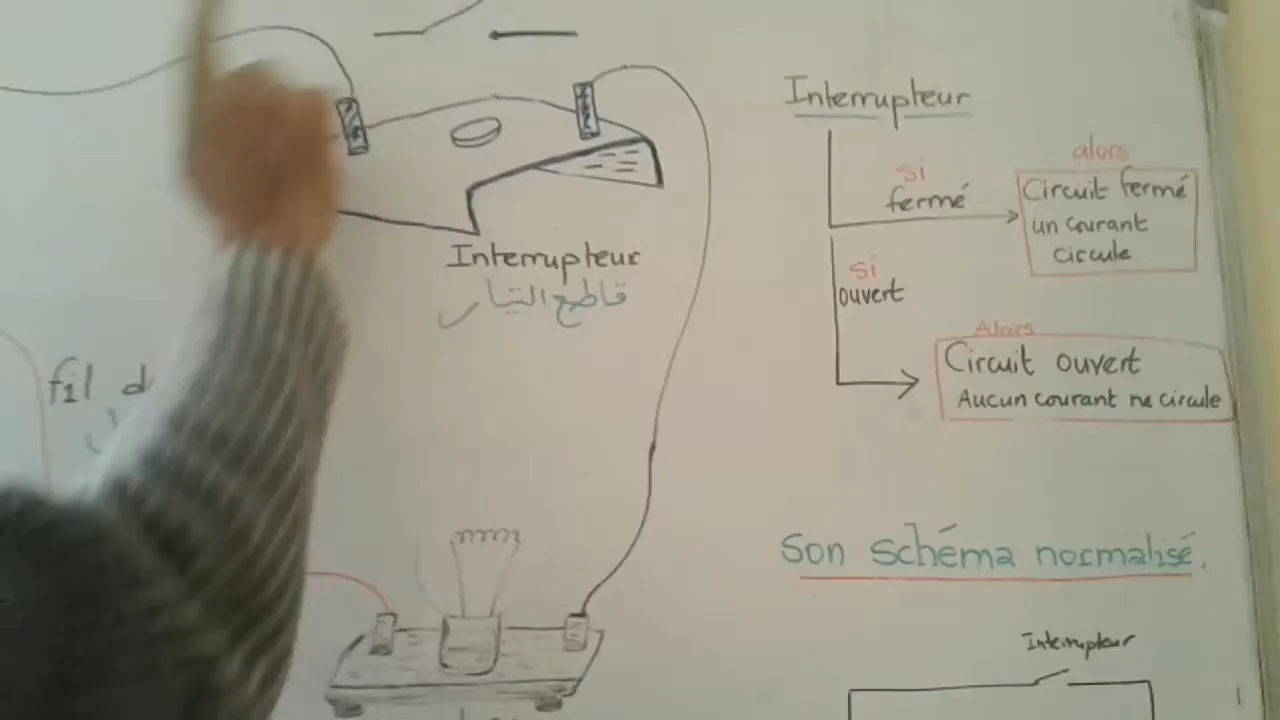 Interrupteur
قاطع التيار
fil d
Interrupteur
si
fermé
alors
Circuit fermé
un courant
circule
si
ouvert
Alors
Circuit ouvert
Aucun courant ne circule
Son schéma normalisé.
Interrupteur